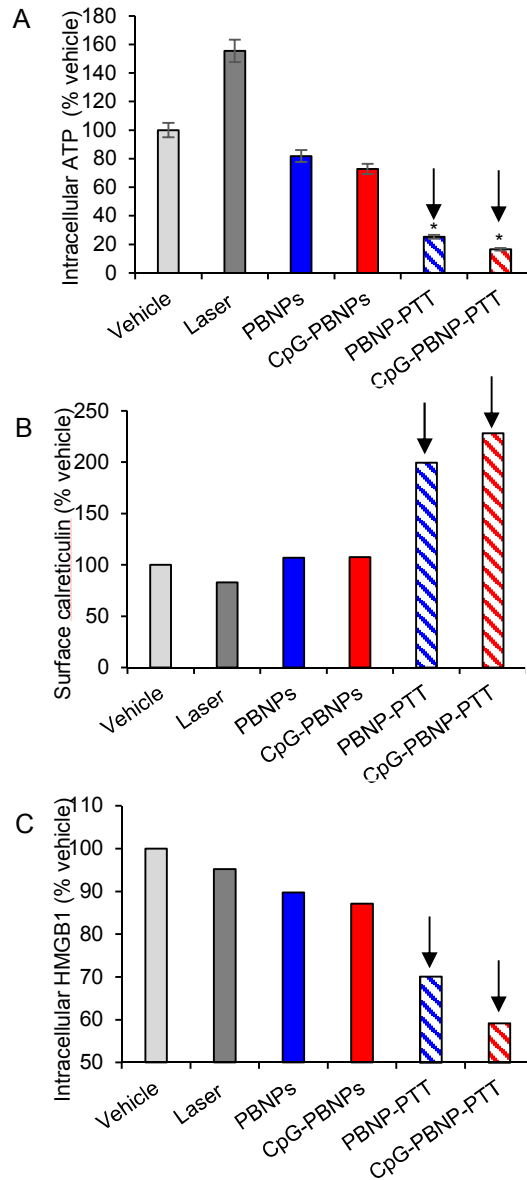 A
Intracellular ATP (% vehicle)
180
160
140
120
100
80
60
40
20
0
*
*
Vehicle
Laser
PBNPs
CpG-PBNPs
PBNP-PTT
CpG-PBNP-PTT
B
Surface calreticulin (% vehicle)
250
200
150
100
50
0
Vehicle
Laser
PBNPs
CpG-PBNPs
PBNP-PTT
CpG-PBNP-PTT
C
Intracellular HMGB1 (% vehicle)
110
100
90
80
70
60
50
Vehicle
Laser
PBNPs
CpG-PBNPs
PBNP-PTT
CpG-PBNP-PTT